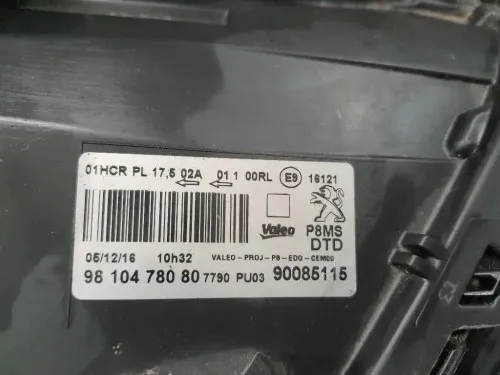 01HCR PL 17,5 02A 01 1 00RL E9 16121
Valeo P8MS
DTD
05/12/16 10h32 VALEO-PROJ-P8-EDG-CEM00
98 104 780 80 7790 PU03 90085115